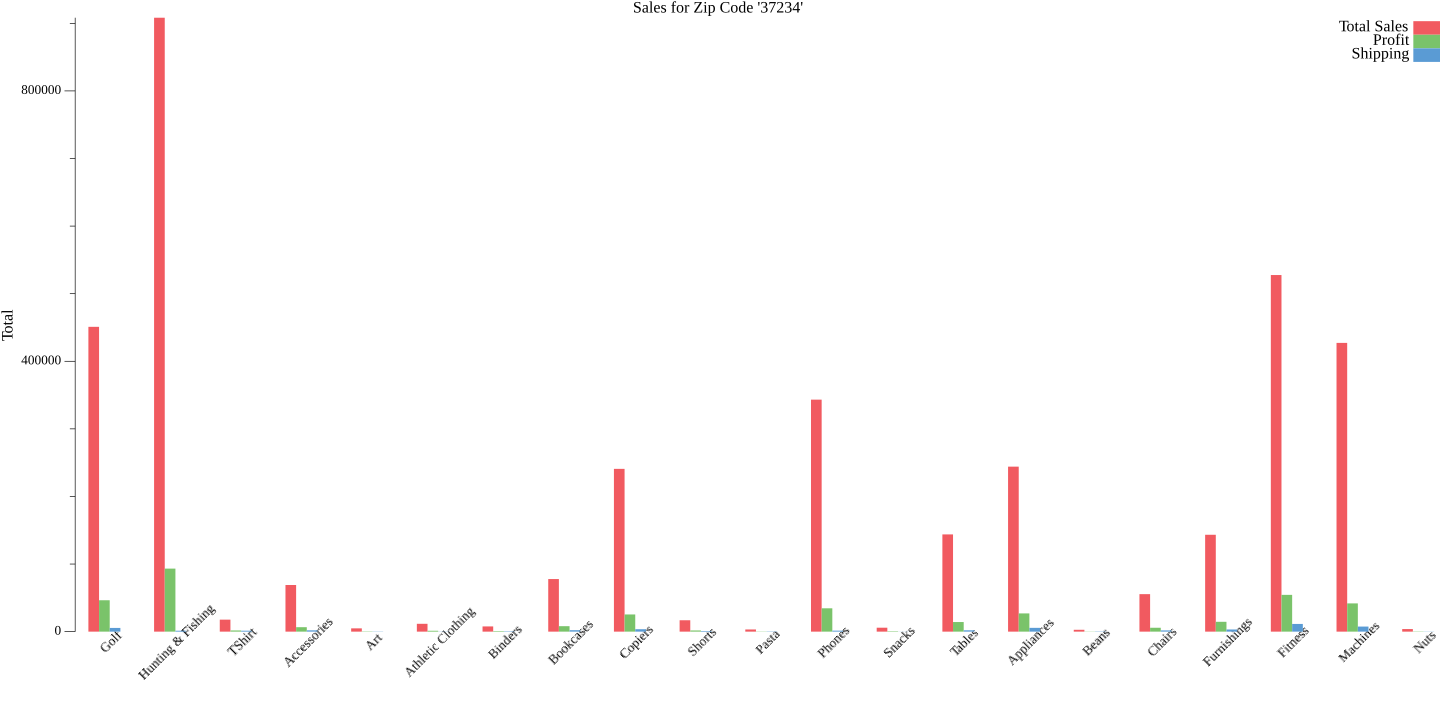 Sales for Zip Code '37234'
Total Sales
Profit
Shipping
800000
400000
0
Total
Golf
Hunting & Fishing
TShirt
Accessories
Art
Athletic Clothing
Binders
Bookcases
Copiers
Shorts
Pasta
Phones
Snacks
Tables
Appliances
Beans
Chairs
Furnishings
Fitness
Machines
Nuts